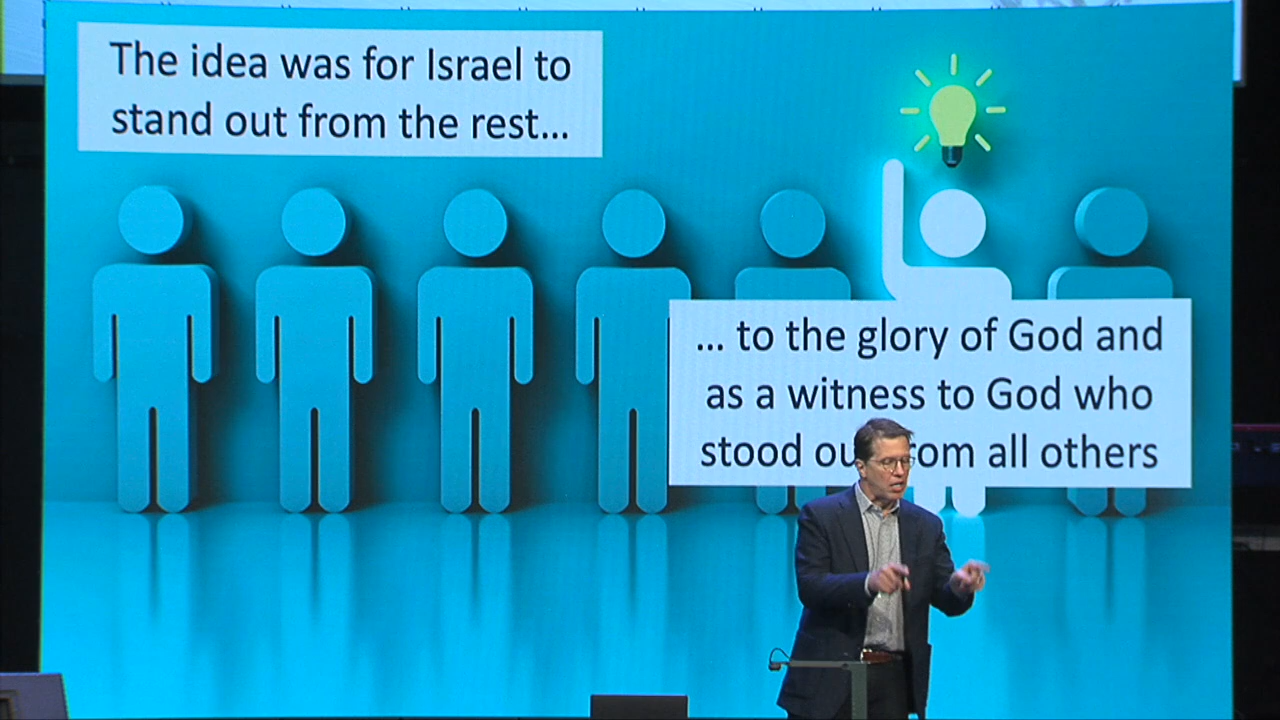 The idea was for Israel to
stand out from the rest...
... to the glory of God and
as a witness to God who
stood all others